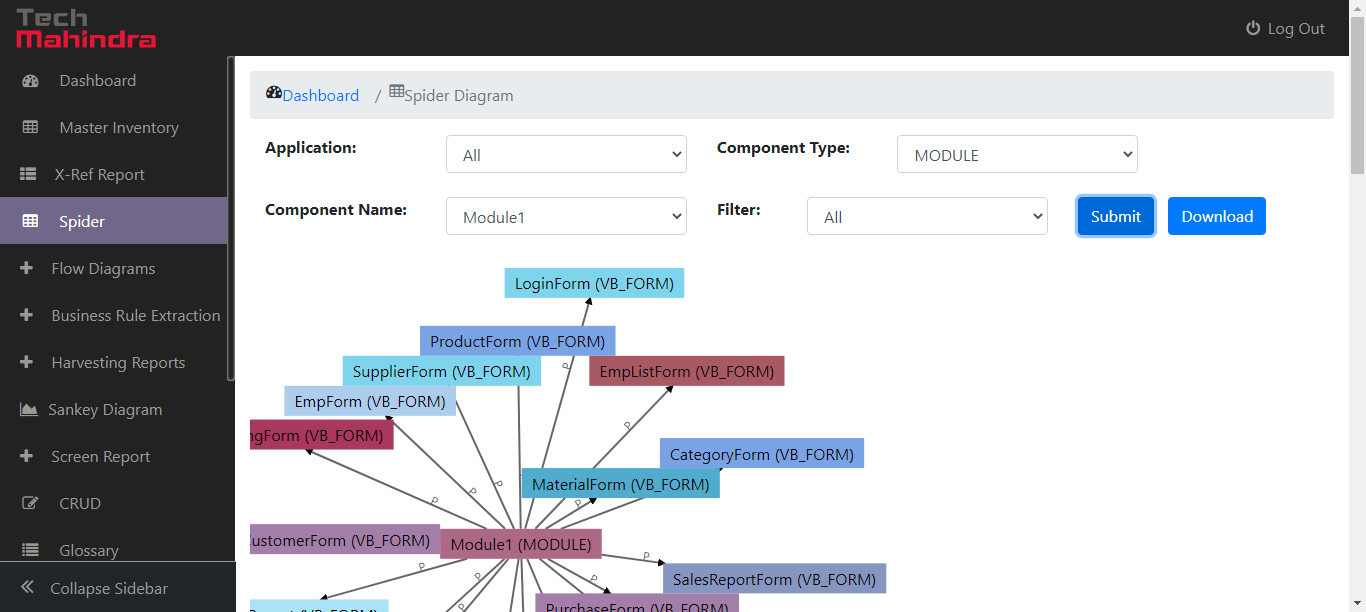 Tech
Mahindra
Log Out
Dashboard
Master Inventory
X-Ref Report
Spider
Flow Diagrams
Business Rule Extraction
Harvesting Reports
Sankey Diagram
Screen Report
CRUD
Glossary
Collapse Sidebar
Dashboard / Spider Diagram
Application:
All
Component Type:
MODULE
Component Name:
Module1
Filter:
All
Submit
Download
LoginForm (VB_FORM)
ProductForm (VB_FORM)
P
SupplierForm (VB_FORM)
EmpListForm (VB_FORM)
EmpForm (VB_FORM)
P
ngForm (VB_FORM)
CategoryForm (VB_FORM)
MaterialForm (VB_FORM)
P
P
P
P
CustomerForm (VB_FORM)
Module1 (MODULE)
P
P
P
P
SalesReportForm (VB_FORM)
P
PurchaseForm (VB_FORM)
(VB_FORM)